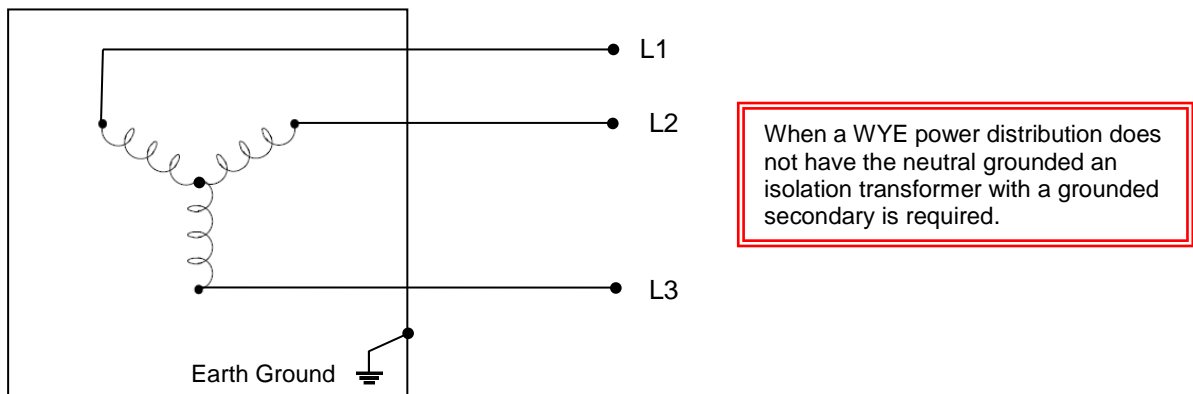 L1
L2
When a WYE power distribution does
not have the neutral grounded an
isolation transformer with a grounded
secondary is required.
L3
Earth Ground